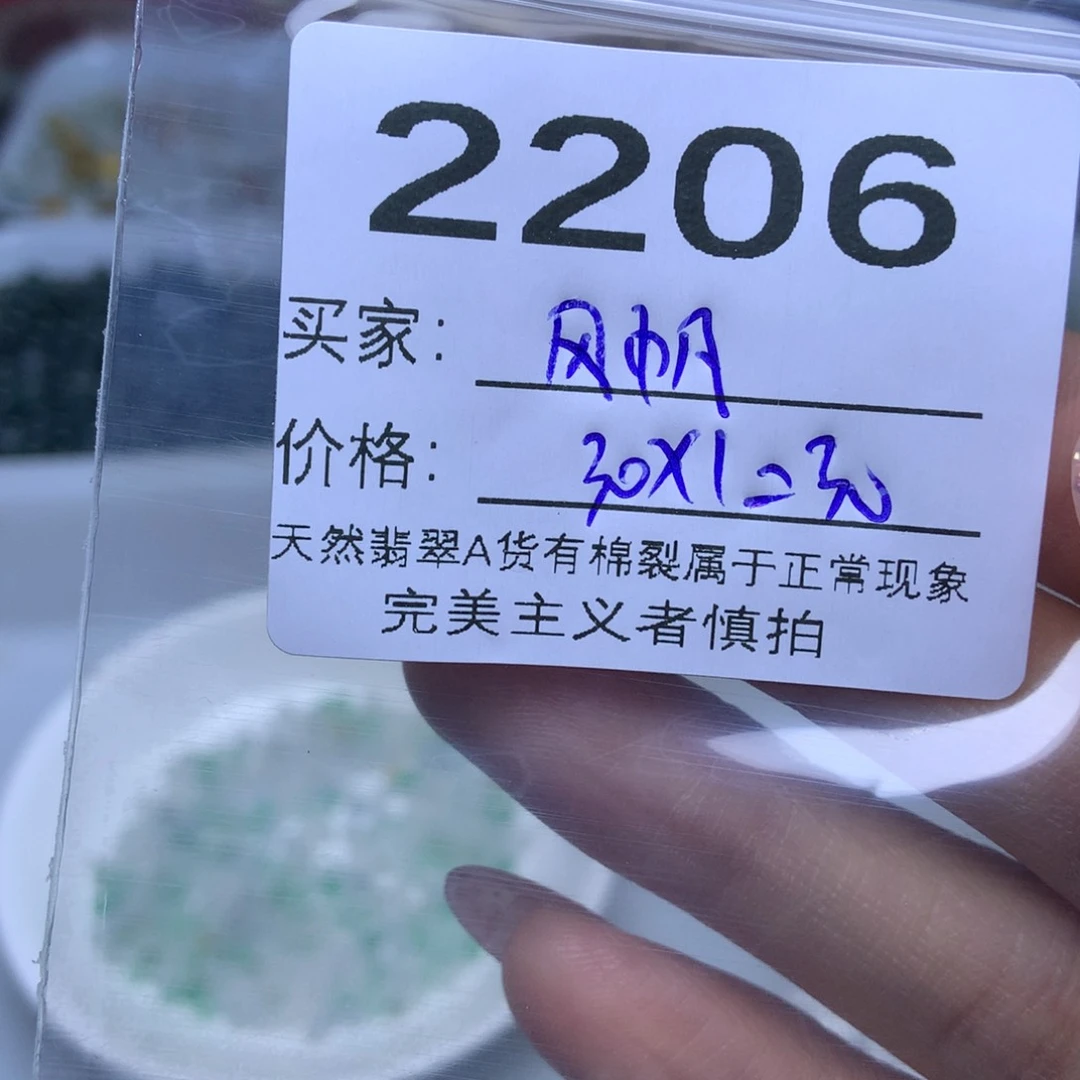 2206
买家: 风帆
价格: 30X1=30
天然翡翠A货有棉裂属于正常现象
完美主义者慎拍